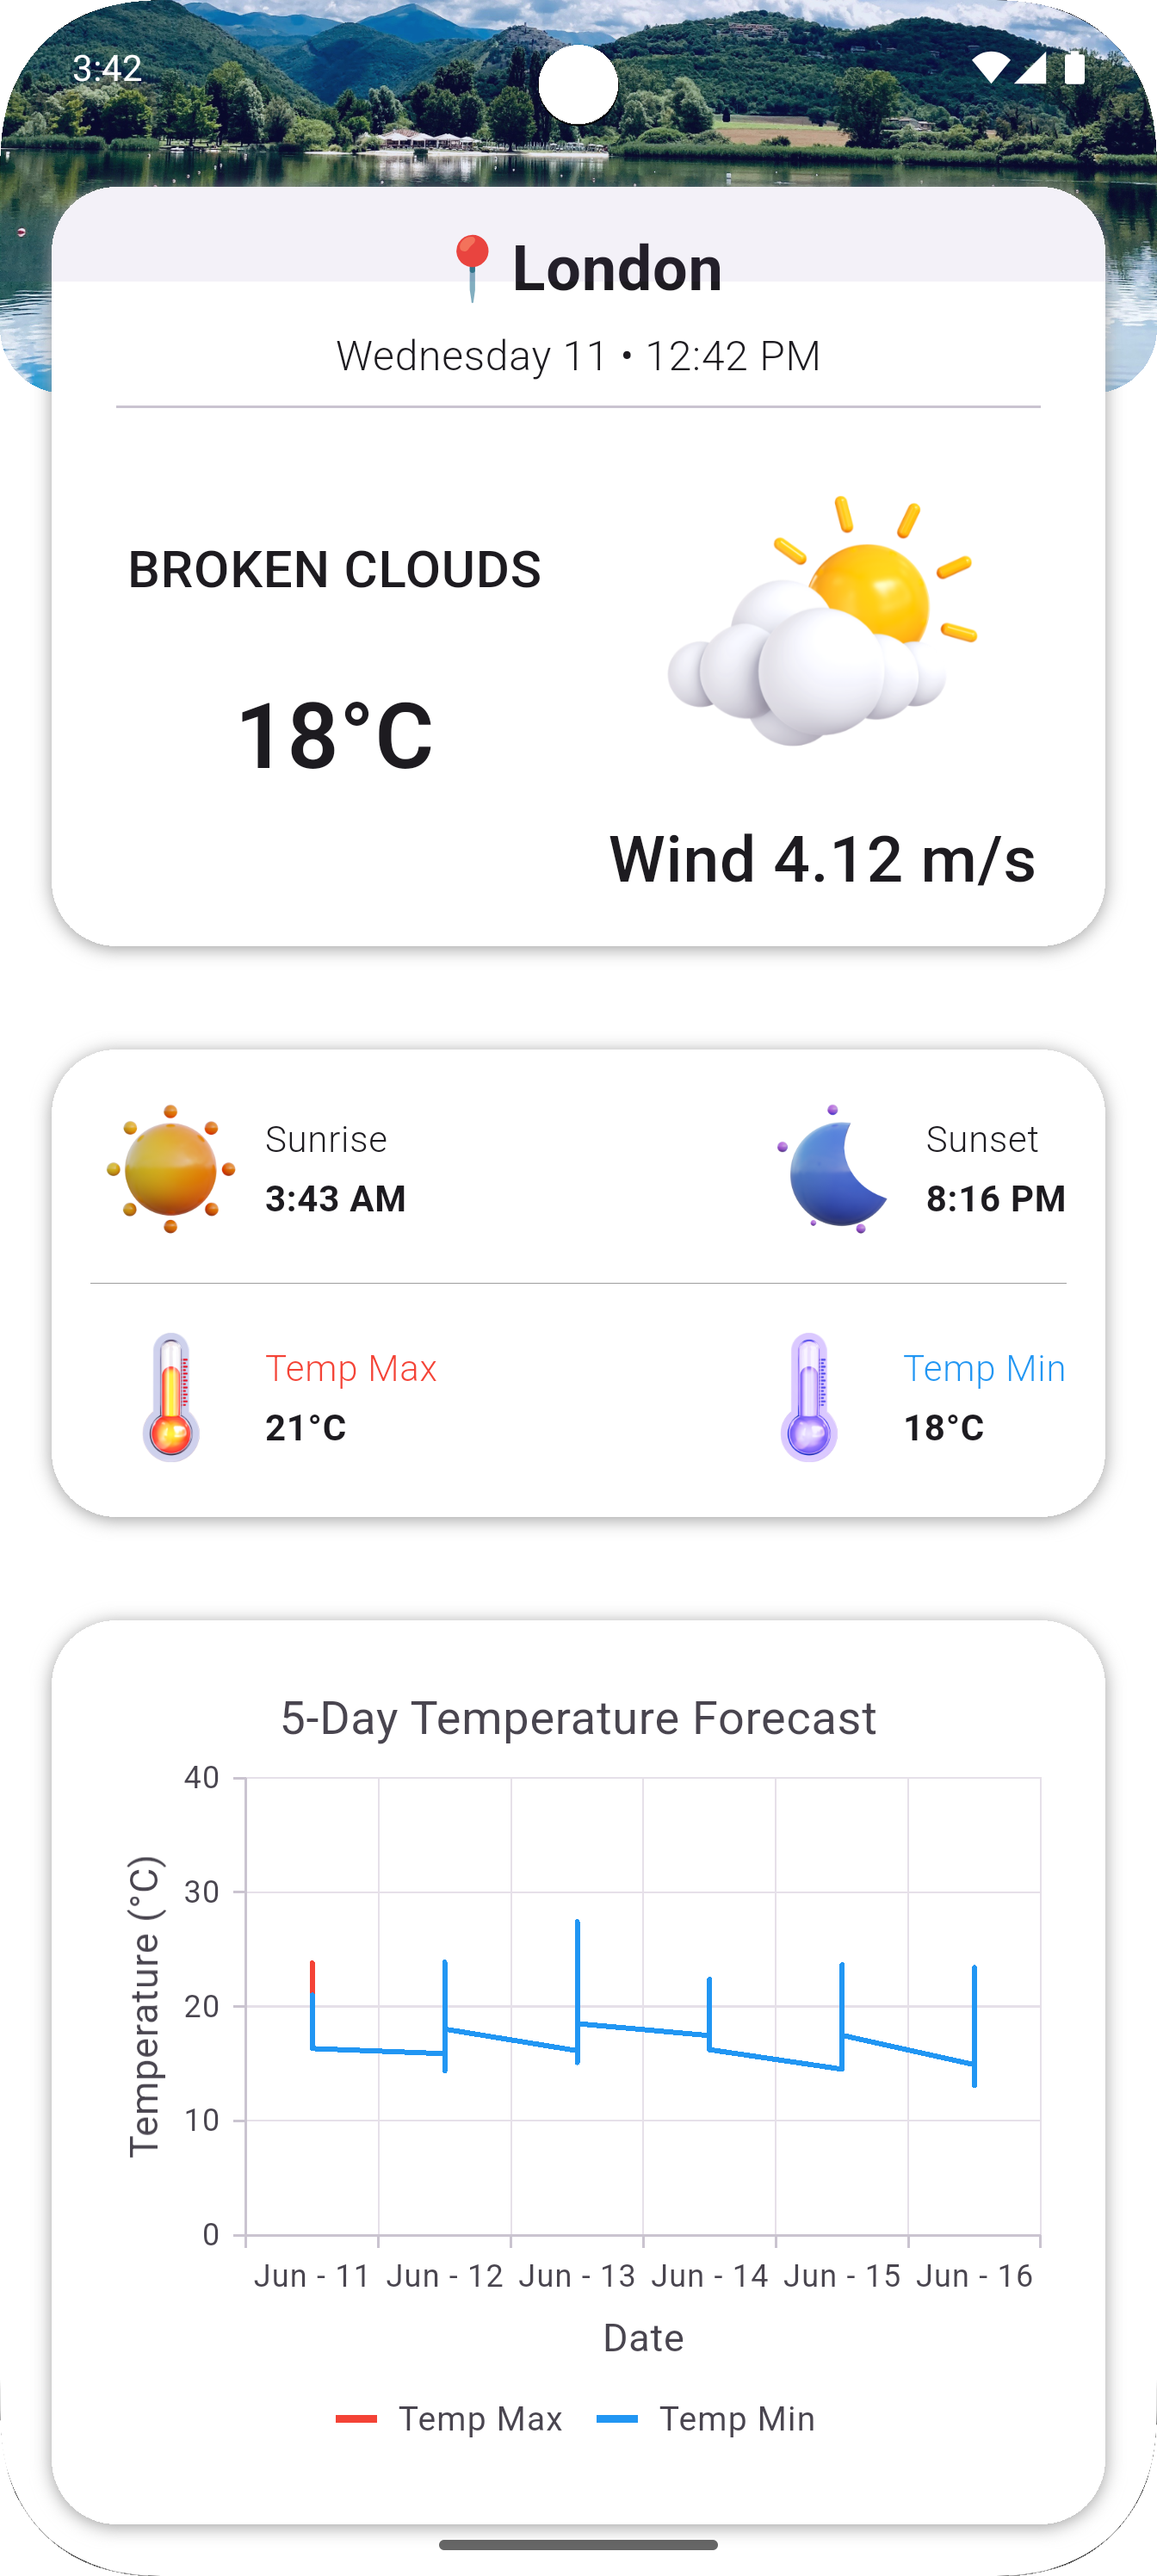 3:42
London
Wednesday 11 • 12:42 PM
BROKEN CLOUDS
18°C
Wind 4.12 m/s
Sunrise
3:43 AM
Sunset
8:16 PM
Temp Max
21°C
Temp Min
18°C
5-Day Temperature Forecast
Temperature (°C)
40
30
20
10
0
Jun - 11 Jun - 12 Jun - 13 Jun - 14 Jun - 15 Jun - 16
Date
Temp Max Temp Min